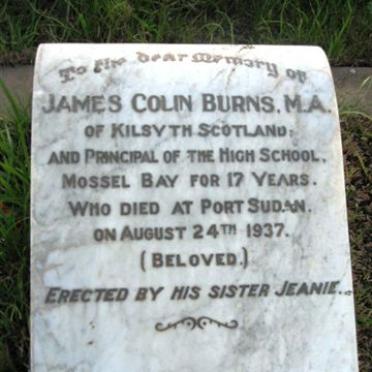 To the dear Memory of
JAMES COLIN BURNS. M.A.
OF KILSYTH SCOTLAND;
AND PRINCIPAL OF THE HIGH SCHOOL,
MOSSEL BAY FOR 17 YEARS.
WHO DIED AT PORT SUDAN.
ON AUGUST 24TH 1937.
(BELOVED.)
ERECTED BY HIS SISTER JEANIE...